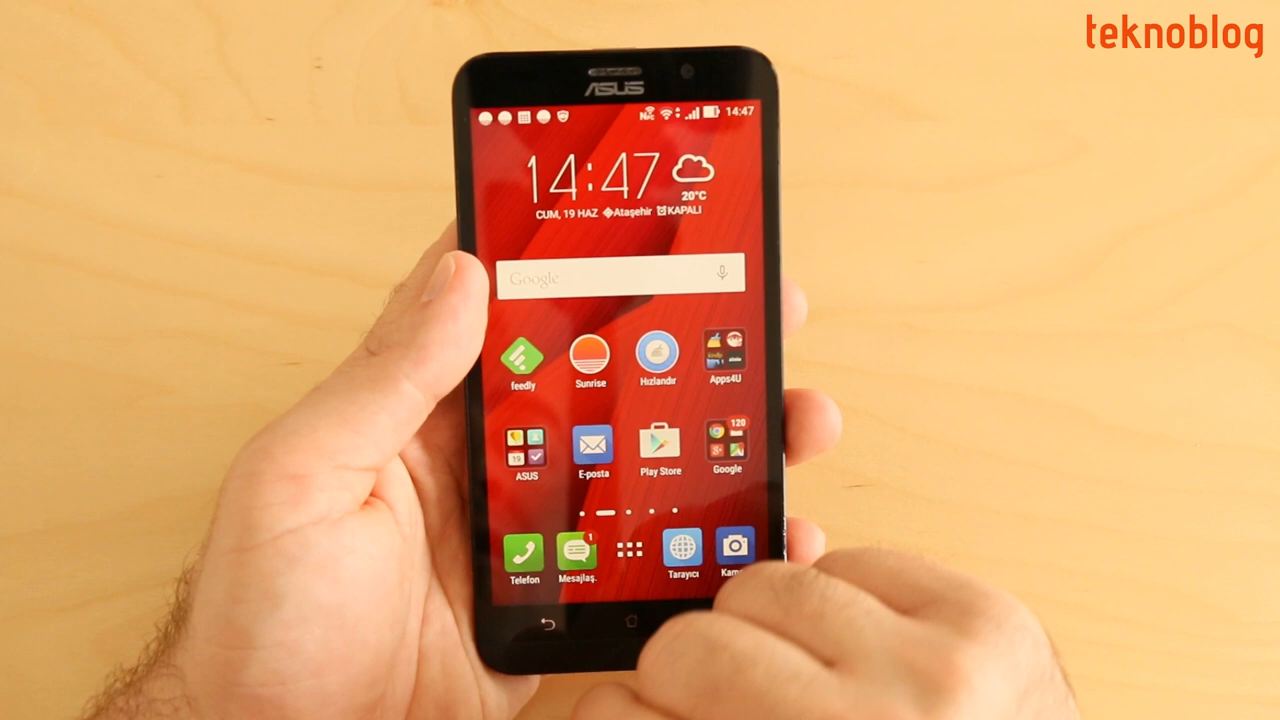 teknoblog
ASUS
14:47
14:47
20°C
CUM, 19 HAZ Ataşehir KAPALI
Google
feedly
Sunrise
Hızlandır
Apps4U
120
19
ASUS
E-posta
Play Store
Google
1
Telefon
Mesajlaş.
Tarayıcı